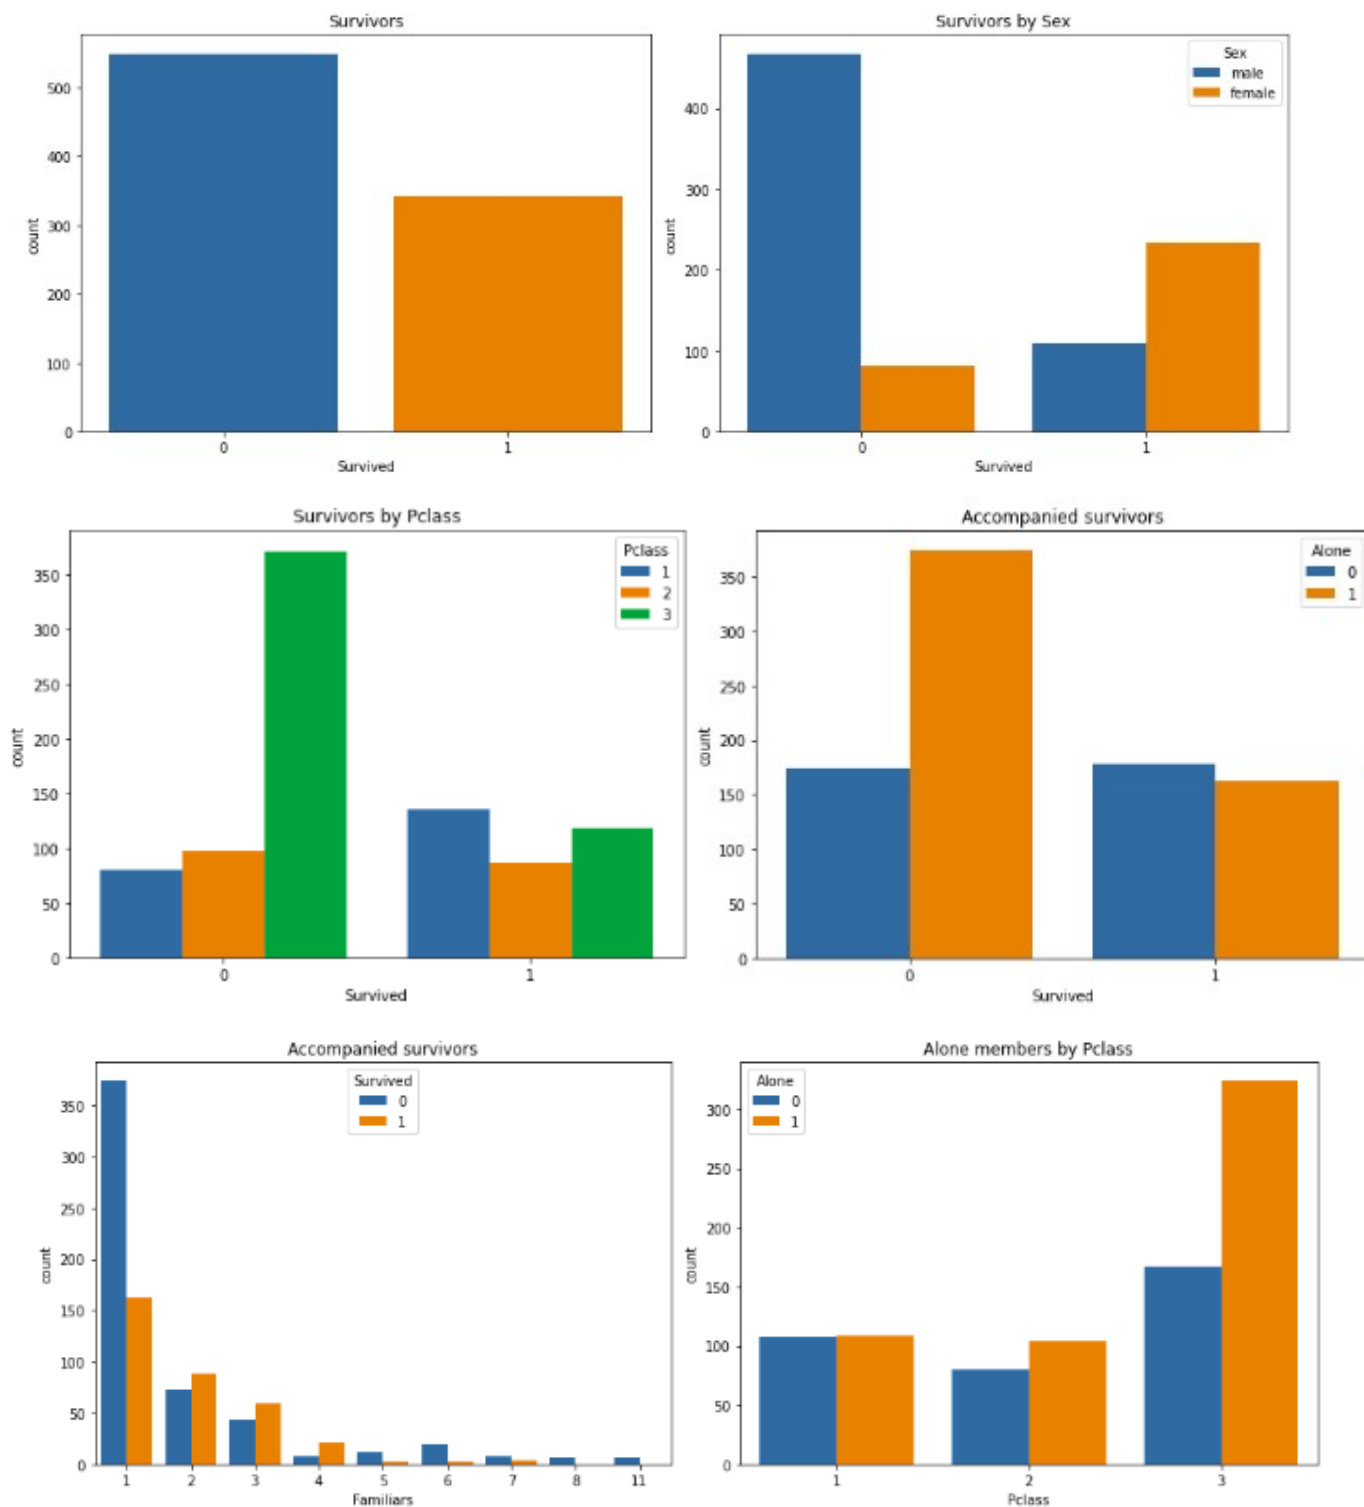 Survivors
500
400
300
200
100
0
count
0 1
Survived
Survivors by Sex
Sex
male
female
400
300
200
100
0
count
0 1
Survived
Survivors by Pclass
Pclass
1
2
3
350
300
250
200
150
100
50
0
count
0 1
Survived
Accompanied survivors
Alone
0
1
350
300
250
200
150
100
50
0
count
0 1
Survived
Accompanied survivors
Survived
0
1
350
300
250
200
150
100
50
0
count
1 2 3 4 5 6 7 8 11
Familiars
Alone members by Pclass
Alone
0
1
300
250
200
150
100
50
0
count
1 2 3
Pclass